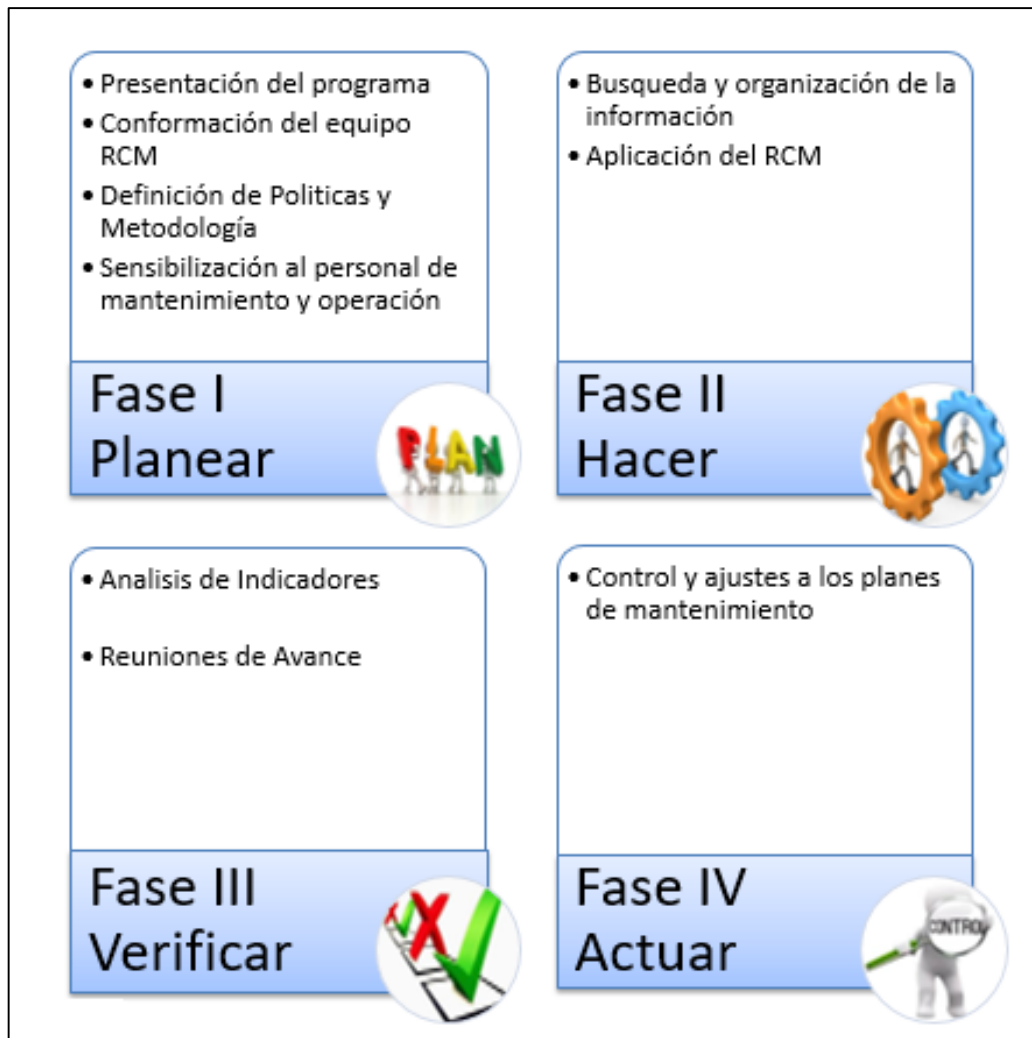 • Presentación del programa
• Conformación del equipo
RCM
• Definición de Politicas y
Metodología
• Sensibilización al personal de
mantenimiento y operación
Fase I
Planear
PLAN
• Busqueda y organización de la
información
• Aplicación del RCM
Fase II
Hacer
• Analisis de Indicadores
• Reuniones de Avance
Fase III
Verificar
• Control y ajustes a los planes
de mantenimiento
Fase IV
Actuar
CONTROL